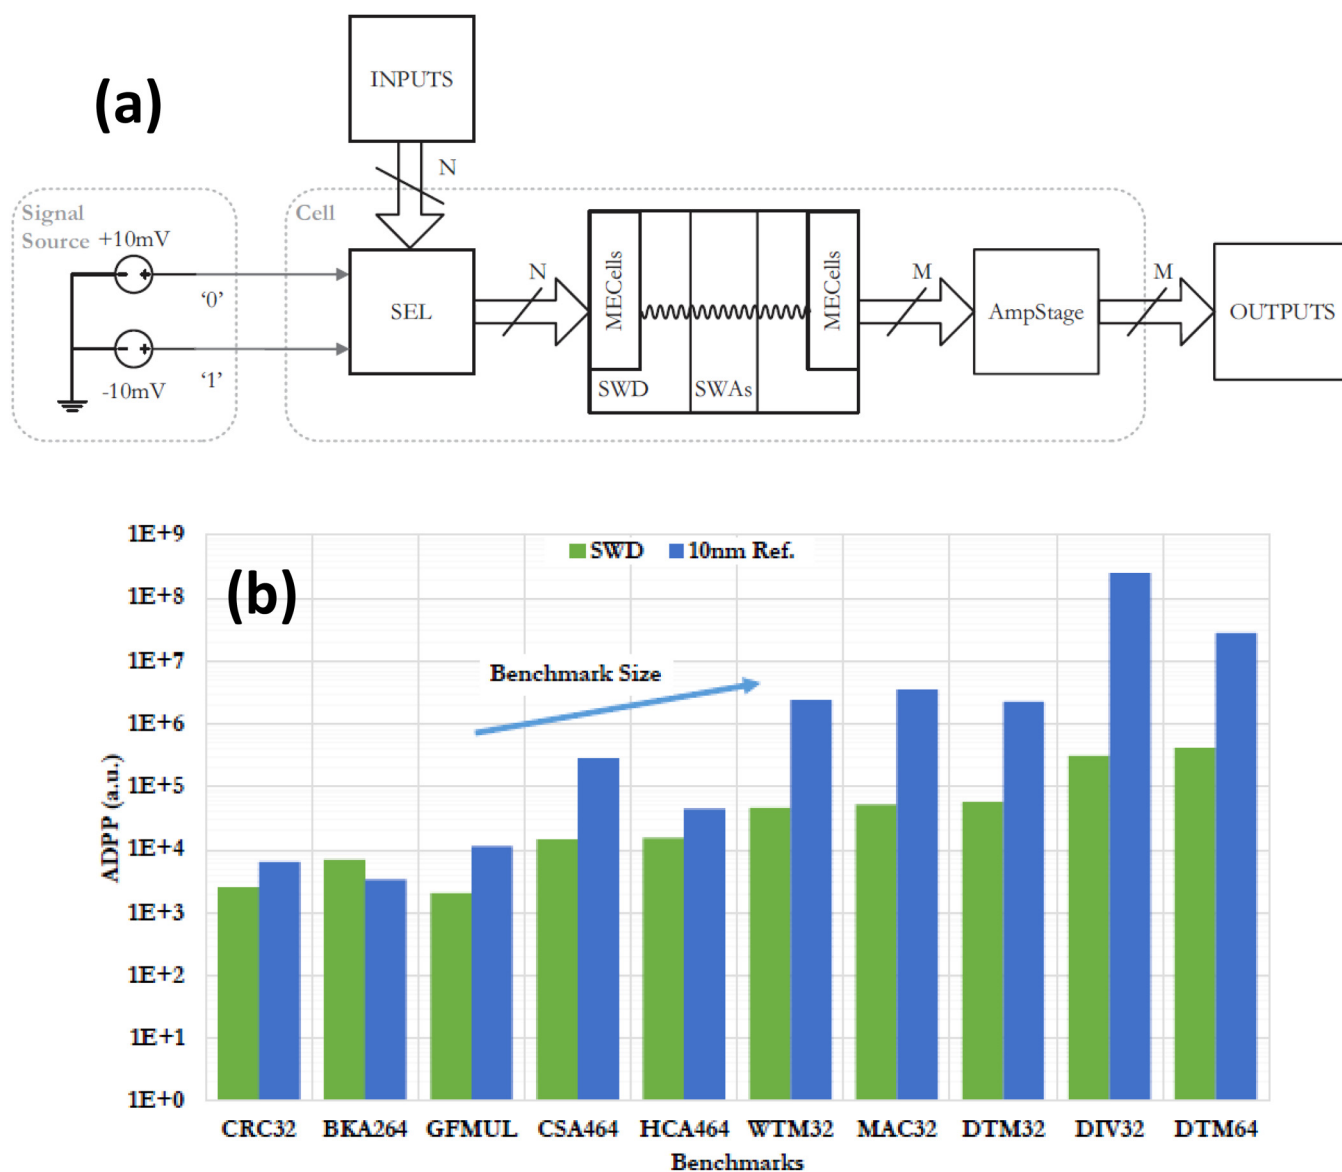 (a)
INPUTS
N
Signal
Source
+10mV
'0'
'1'
-10mV
Cell
SEL
N
MECells
SWD
SWAs
MECells
M
AmpStage
M
OUTPUTS
(b)
SWD 10nm Ref.
Benchmark Size
ADPP (a.u.)
1E+9
1E+8
1E+7
1E+6
1E+5
1E+4
1E+3
1E+2
1E+1
1E+0
CRC32 BKA264 GFMUL CSA464 HCA464 WTM32 MAC32 DTM32 DIV32 DTM64
Benchmarks